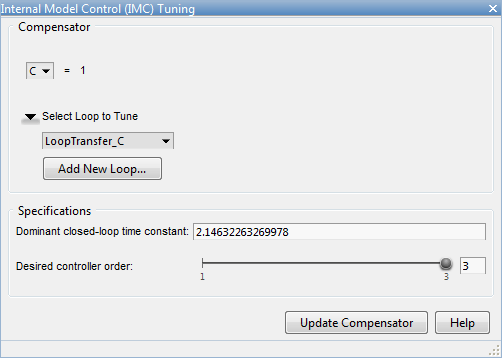 Internal Model Control (IMC) Tuning
Compensator
C = 1
Select Loop to Tune
LoopTransfer_C
Add New Loop...
Specifications
Dominant closed-loop time constant: 2.14632263269978
Desired controller order: 3
1 3
Update Compensator Help